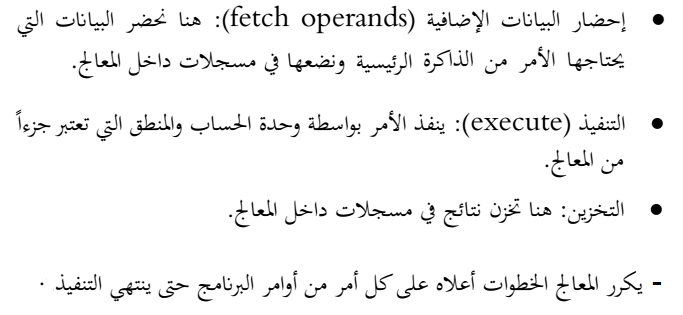 ● إحضار البيانات الإضافية (fetch operands): هنا نحضر البيانات التي
يحتاجها الأمر من الذاكرة الرئيسية ونضعها في مسجلات داخل المعالج.
● التنفيذ (execute): ينفذ الأمر بواسطة وحدة الحساب والمنطق التي تعتبر جزءاً
من المعالج.
● التخزين: هنا تخزن نتائج في مسجلات داخل المعالج.
- يكرر المعالج الخطوات أعلاه على كل أمر من أوامر البرنامج حتى ينتهي التنفيذ .